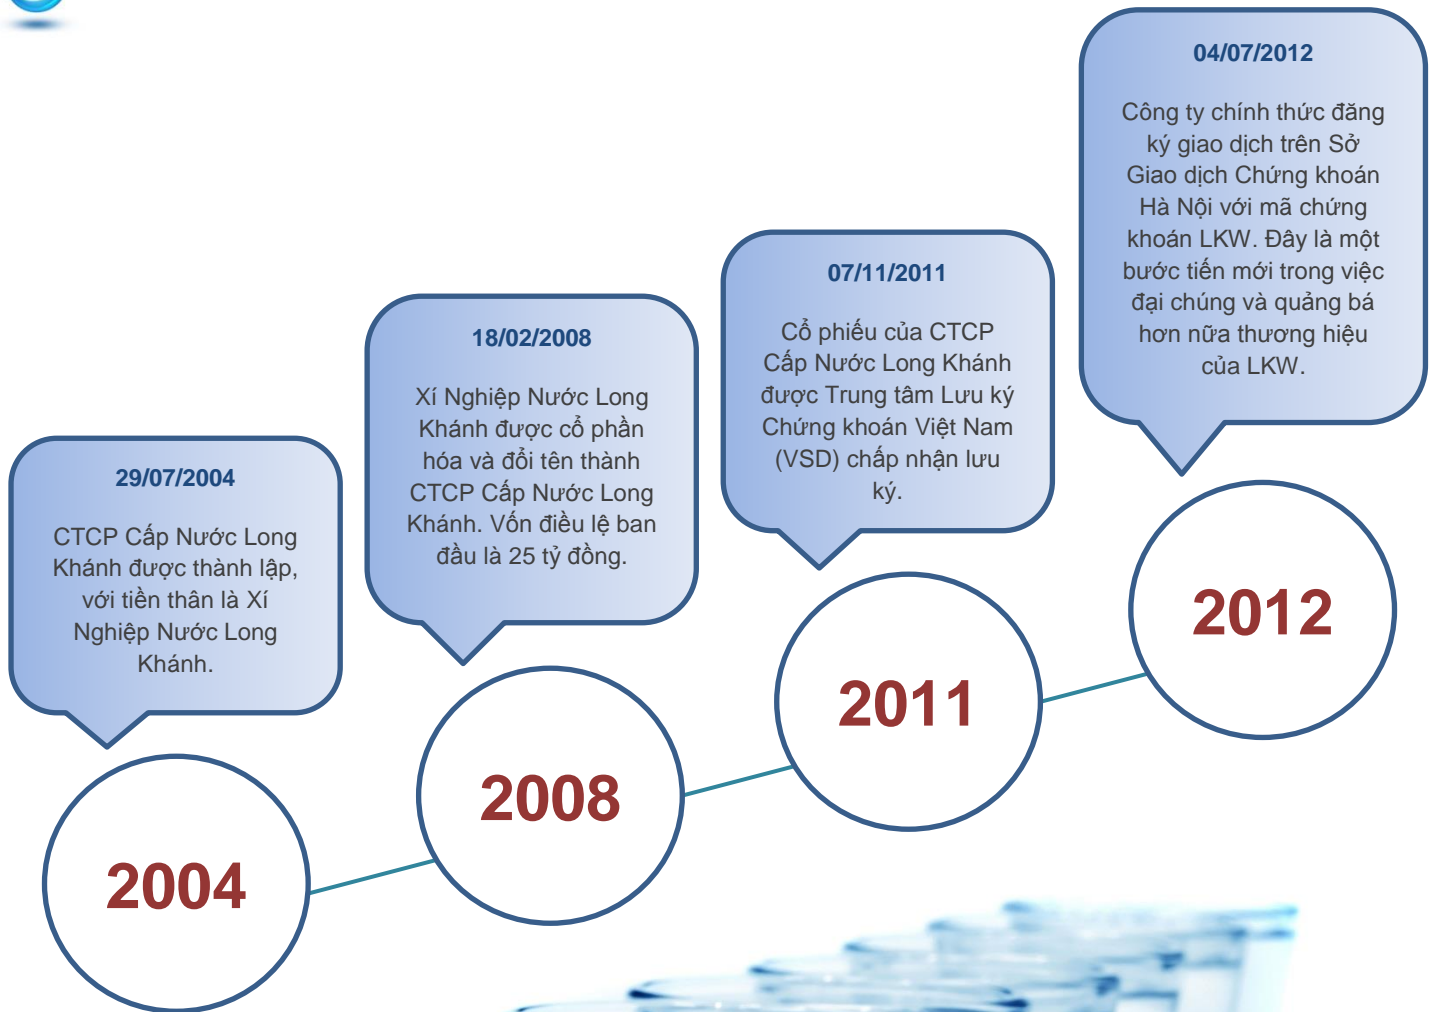 29/07/2004
CTCP Cấp Nước Long
Khánh được thành lập,
với tiền thân là Xí
Nghiệp Nước Long
Khánh.
2004
18/02/2008
Xí Nghiệp Nước Long
Khánh được cổ phần
hóa và đổi tên thành
CTCP Cấp Nước Long
Khánh. Vốn điều lệ ban
đầu là 25 tỷ đồng.
2008
07/11/2011
Cổ phiếu của CTCP
Cấp Nước Long Khánh
được Trung tâm Lưu ký
Chứng khoán Việt Nam
(VSD) chấp nhận lưu
ký.
2011
04/07/2012
Công ty chính thức đăng
ký giao dịch trên Sở
Giao dịch Chứng khoán
Hà Nội với mã chứng
khoán LKW. Đây là một
bước tiến mới trong việc
đại chúng và quảng bá
hơn nữa thương hiệu
của LKW.
2012